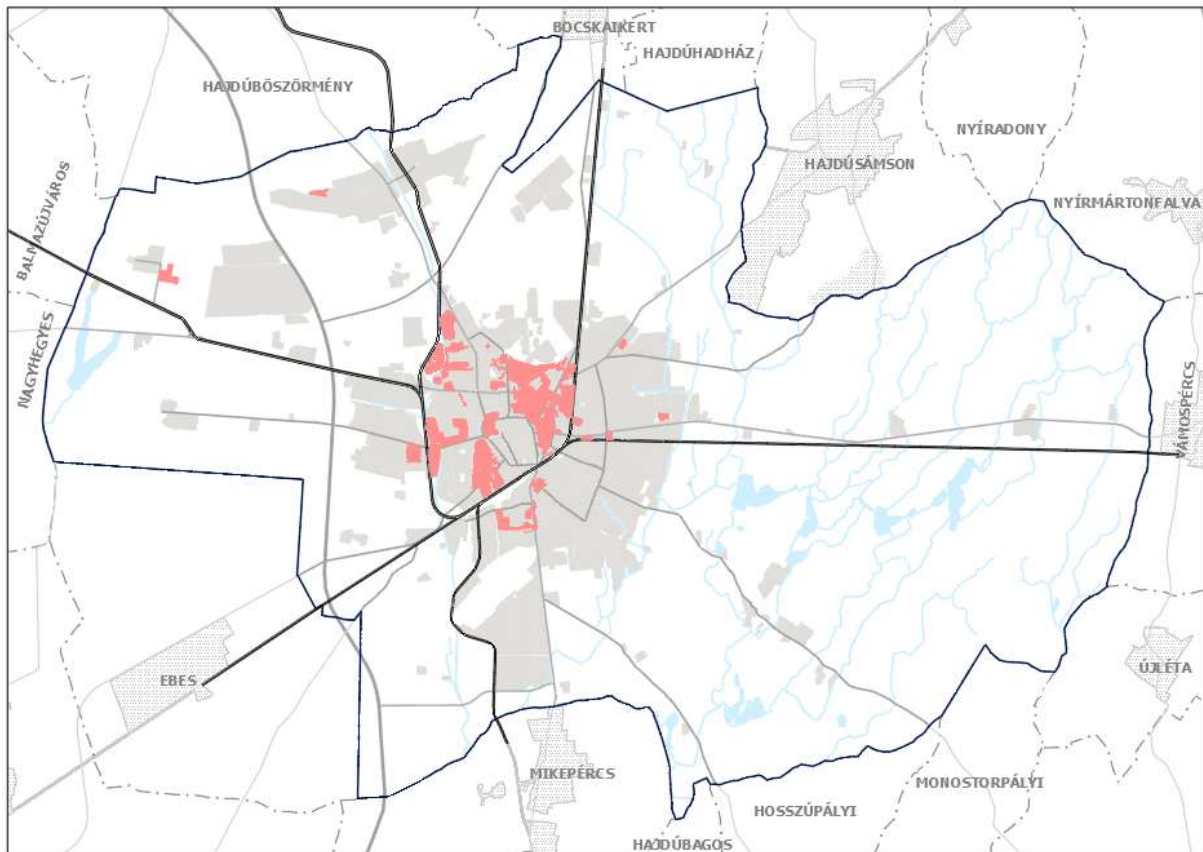 BOCSKAIKERT
HAJDÚHADHÁZ
HAJDÚBÖSZÖRMÉNY
NYÍRADONY
HAJDÚSÁMSON
NYÍRMÁRTONFALVA
BALMAZÚJVÁROS
NAGYHEGYES
VÁMOSPÉRCS
EBES
ÚJLÉTA
MIKEPÉRCS
MONOSTORPÁLYI
HOSSZÚPÁLYI
HAJDÚBAGOS